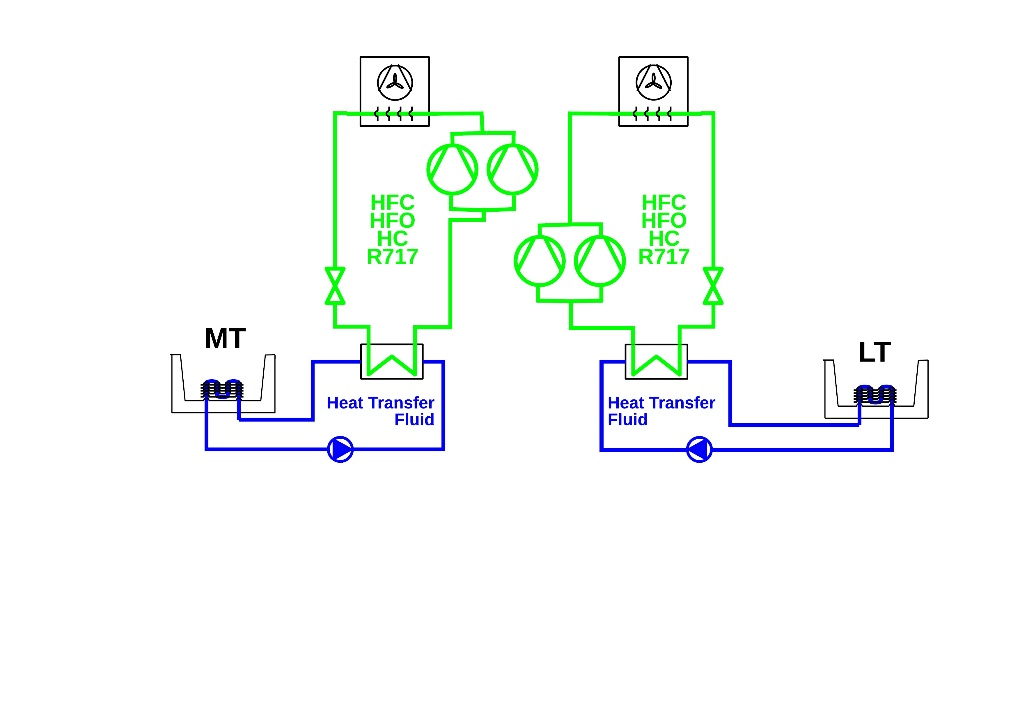 HFC
HFO
HC
R717
HFC
HFO
HC
R717
MT
LT
Heat Transfer
Fluid
Heat Transfer
Fluid